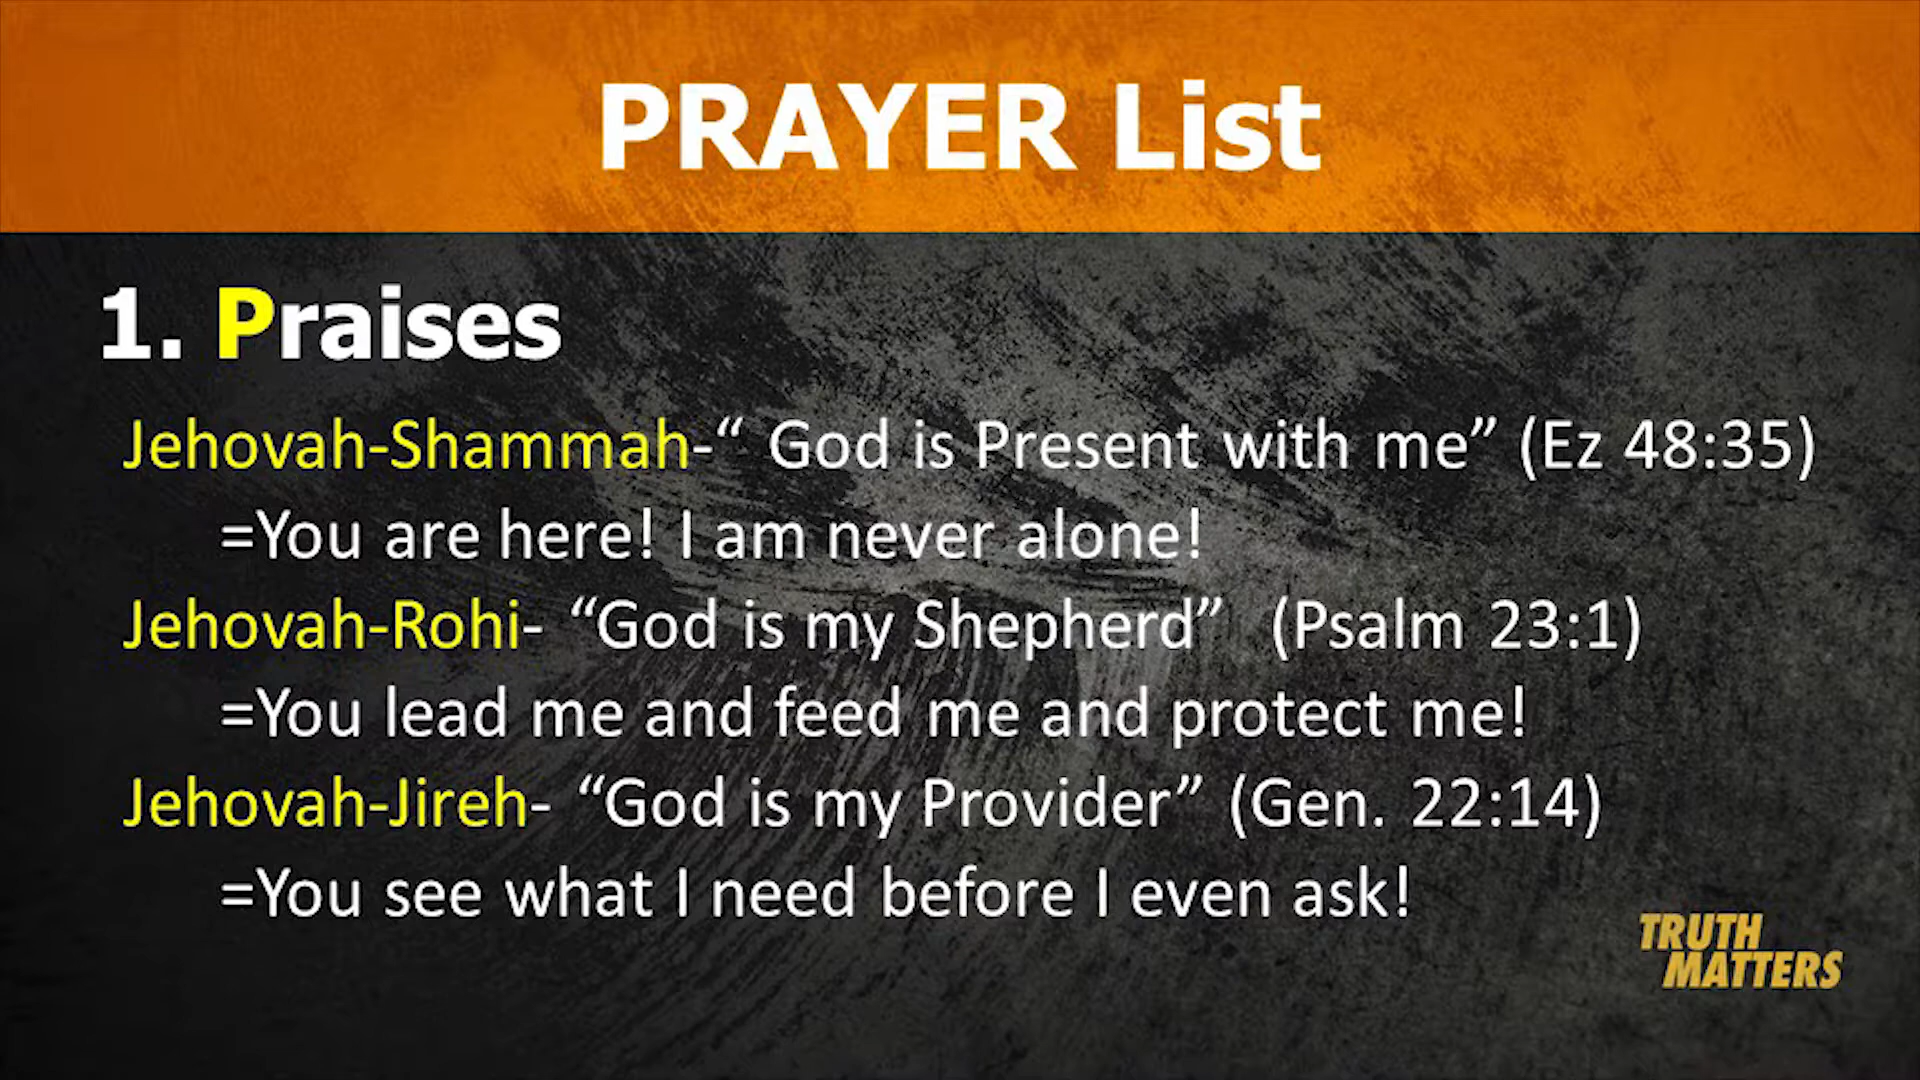 PRAYER List
1. Praises
Jehovah-Shammah-“ God is Present with me” (Ez 48:35)
=You are here! I am never alone!
Jehovah-Rohi- “God is my Shepherd” (Psalm 23:1)
=You lead me and feed me and protect me!
Jehovah-Jireh- “God is my Provider” (Gen. 22:14)
=You see what I need before I even ask!
TRUTH
MATTERS